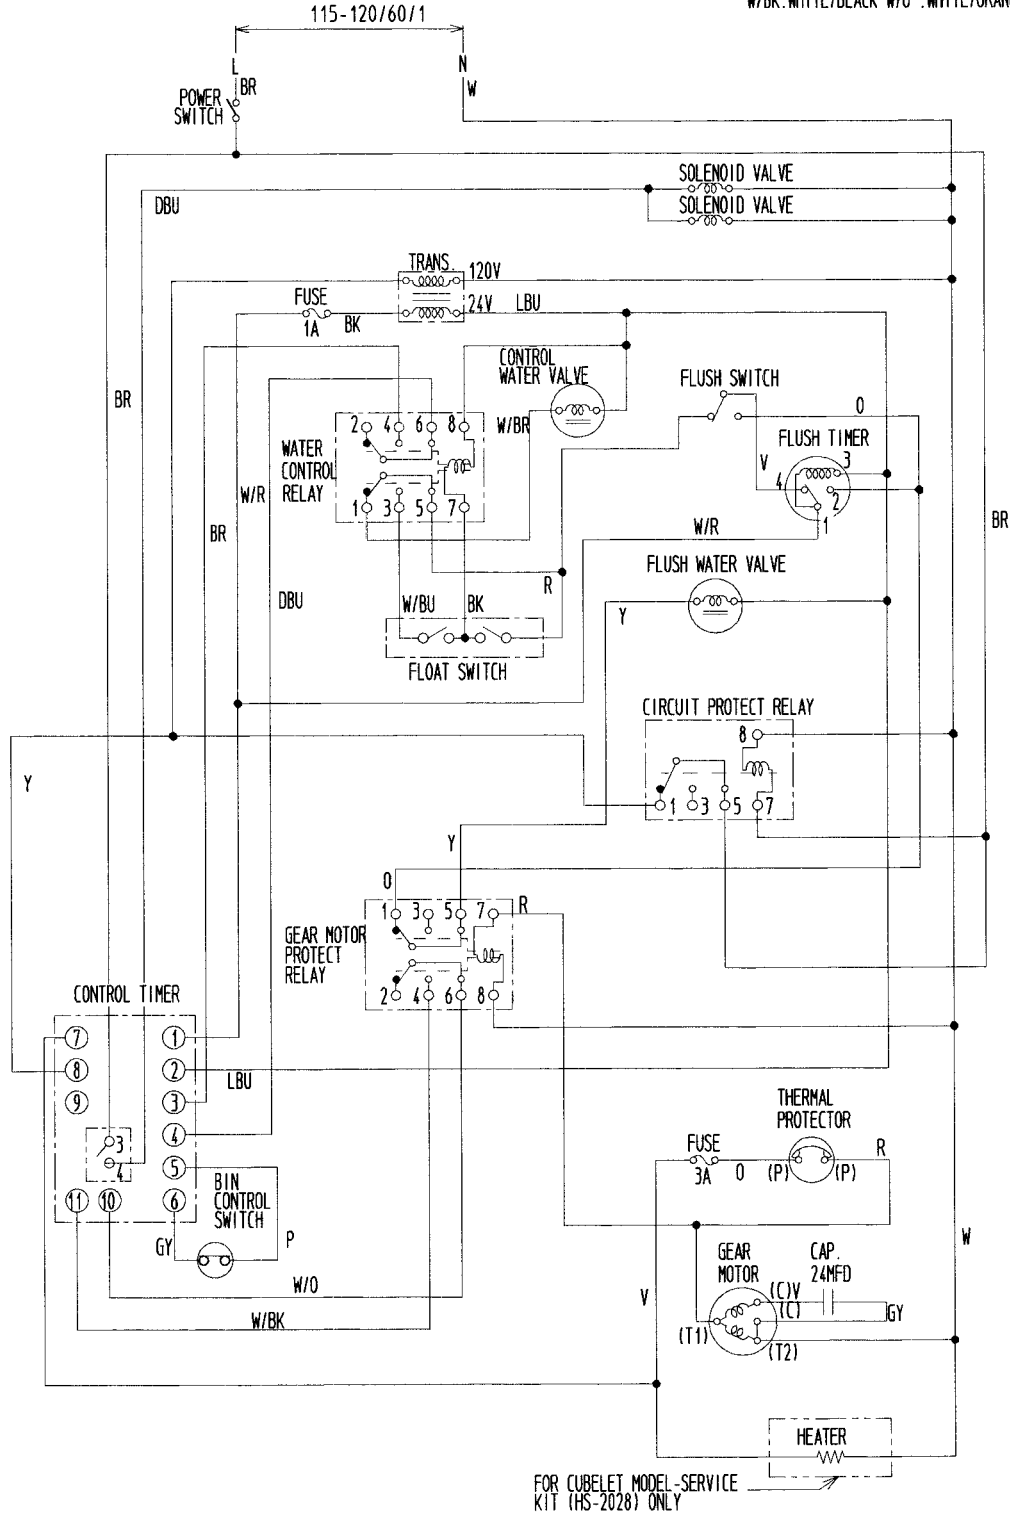 115-120/60/1
L
BR
N
W
POWER
SWITCH
SOLENOID VALVE
SOLENOID VALVE
DBU
TRANS.
120V
24V
LBU
FUSE
1A
BK
CONTROL
WATER VALVE
FLUSH SWITCH
BR
O
W/BR
FLUSH TIMER
WATER
CONTROL
RELAY
2 4 6 8
1 3 5 7
V
4 3
2
1
W/R
BR
W/R
BR
FLUSH WATER VALVE
R
DBU
W/BU
BK
Y
FLOAT SWITCH
CIRCUIT PROTECT RELAY
8
1 3 5 7
Y
Y
O
1 3 5 7
R
GEAR MOTOR
PROTECT
RELAY
2 4 6 8
CONTROL TIMER
7 1
8 2
LBU
9 3
3
4
4
5
11 10 6
BIN
CONTROL
SWITCH
GY
P
W/O
W/BK
THERMAL
PROTECTOR
FUSE
3A
O
(P)
(P)
R
W
GEAR
MOTOR
CAP.
24MFD
V
(C)V
(C)
GY
(T1)
(T2)
HEATER
FOR CUBELET MODEL-SERVICE
KIT (HS-2028) ONLY